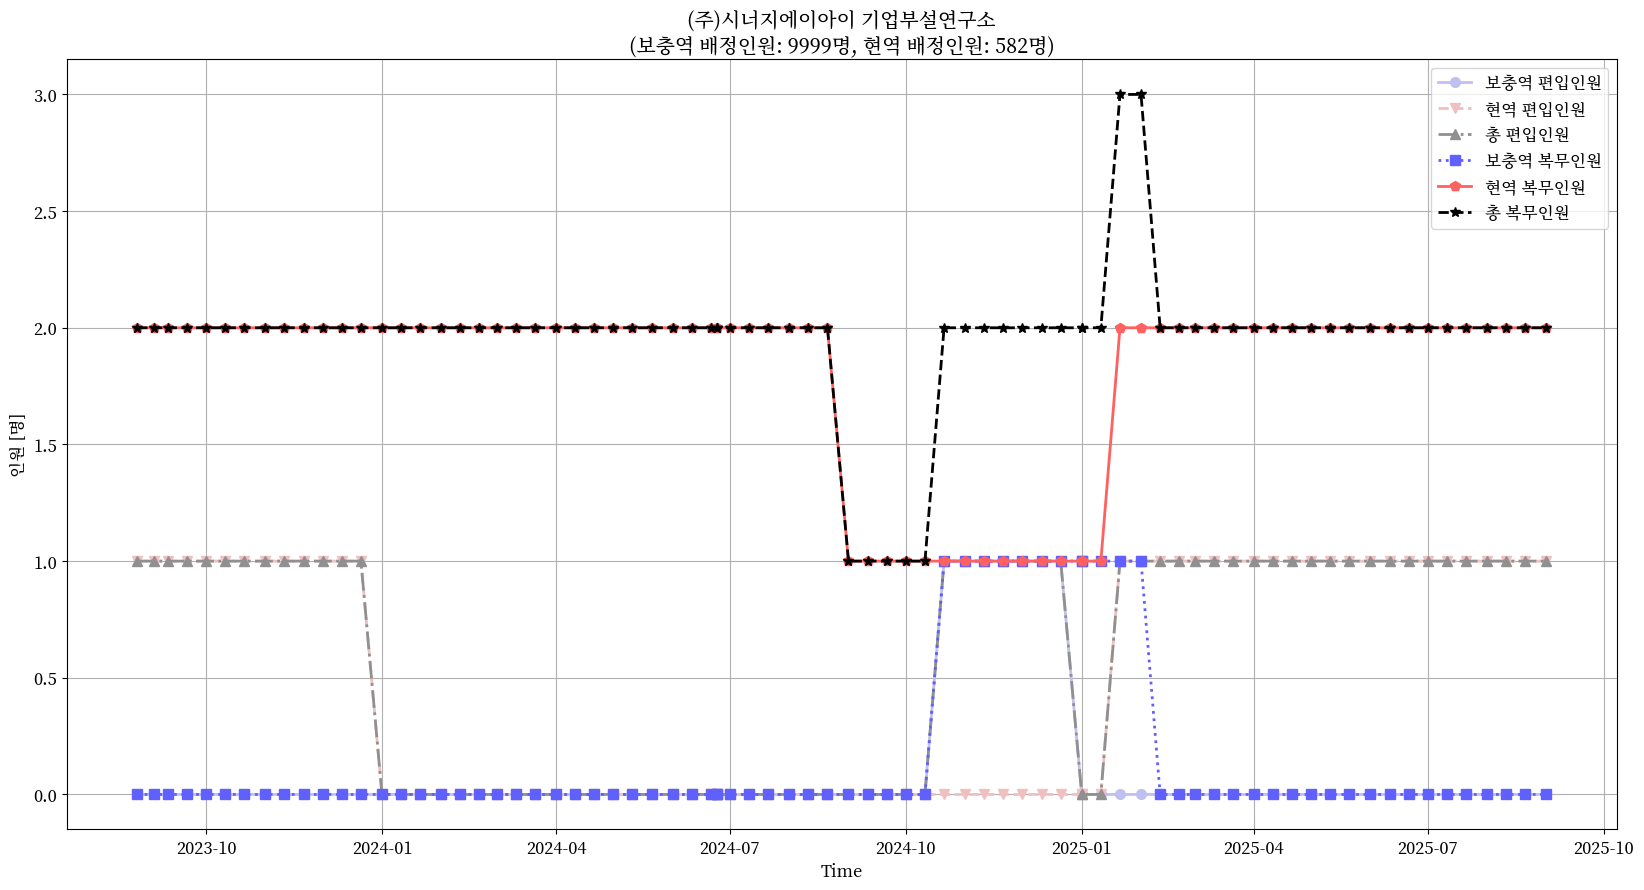 (주)시너지에이아이 기업부설연구소
(보충역 배정인원: 9999명, 현역 배정인원: 582명)
보충역 편입인원
현역 편입인원
총 편입인원
보충역 복무인원
현역 복무인원
총 복무인원
인원 [명]
3.0
2.5
2.0
1.5
1.0
0.5
0.0
2023-10
2024-01
2024-04
2024-07
2024-10
2025-01
2025-04
2025-07
2025-10
Time